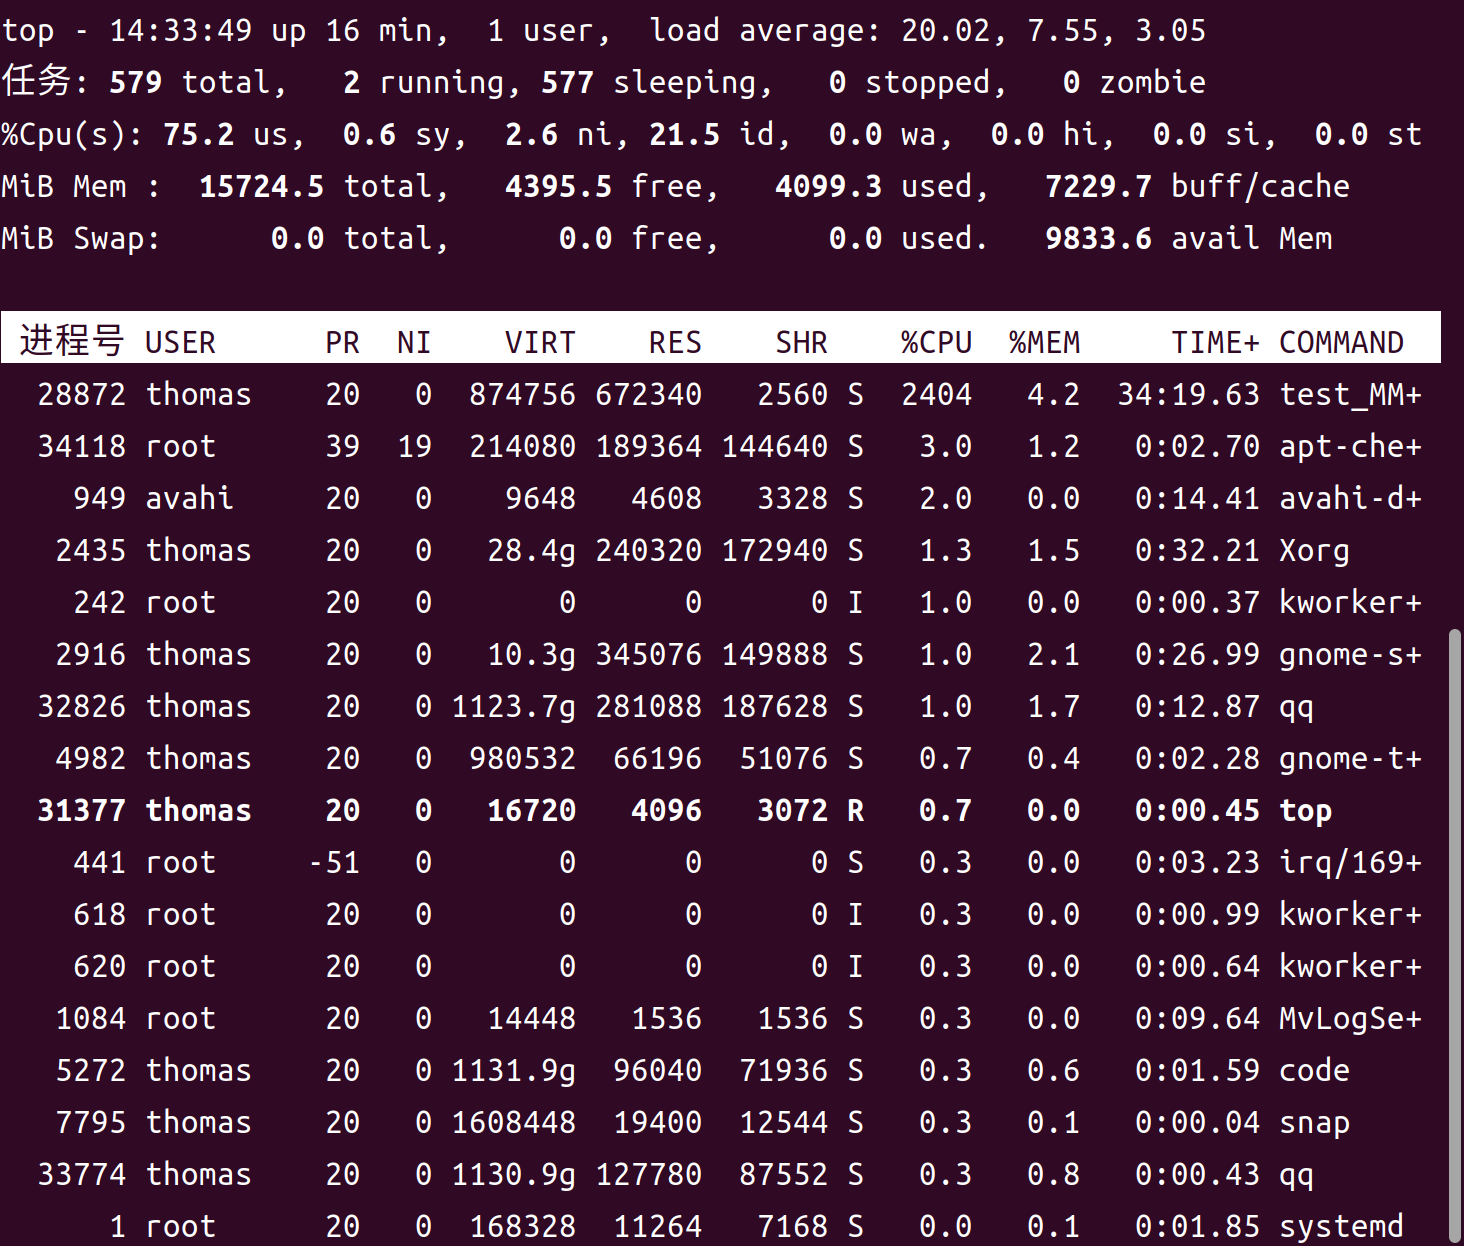 top - 14:33:49 up 16 min,  1 user,  load average: 20.02, 7.55, 3.05
任务: 579 total,   2 running, 577 sleeping,   0 stopped,   0 zombie
%Cpu(s): 75.2 us,  0.6 sy,  2.6 ni, 21.5 id,  0.0 wa,  0.0 hi,  0.0 si,  0.0 st
MiB Mem :  15724.5 total,   4395.5 free,   4099.3 used,   7229.7 buff/cache
MiB Swap:      0.0 total,      0.0 free,      0.0 used.   9833.6 avail Mem
进程号 USER      PR  NI    VIRT    RES    SHR    %CPU  %MEM     TIME+ COMMAND
28872 thomas    20   0  874756 672340   2560 S  2404   4.2  34:19.63 test_MM+
34118 root      39  19  214080 189364 144640 S   3.0   1.2   0:02.70 apt-che+
949 avahi     20   0    9648   4608   3328 S   2.0   0.0   0:14.41 avahi-d+
2435 thomas    20   0   28.4g 240320 172940 S   1.3   1.5   0:32.21 Xorg
242 root      20   0       0      0      0 I   1.0   0.0   0:00.37 kworker+
2916 thomas    20   0   10.3g 345076 149888 S   1.0   2.1   0:26.99 gnome-s+
32826 thomas    20   0 1123.7g 281088 187628 S   1.0   1.7   0:12.87 qq
4982 thomas    20   0  980532  66196  51076 S   0.7   0.4   0:02.28 gnome-t+
31377 thomas    20   0   16720   4096   3072 R   0.7   0.0   0:00.45 top
441 root     -51   0       0      0      0 S   0.3   0.0   0:03.23 irq/169+
618 root      20   0       0      0      0 I   0.3   0.0   0:00.99 kworker+
620 root      20   0       0      0      0 I   0.3   0.0   0:00.64 kworker+
1084 root      20   0   14448   1536   1536 S   0.3   0.0   0:09.64 MvLogSe+
5272 thomas    20   0 1131.9g  96040  71936 S   0.3   0.6   0:01.59 code
7795 thomas    20   0 1608448  19400  12544 S   0.3   0.1   0:00.04 snap
33774 thomas    20   0 1130.9g 127780  87552 S   0.3   0.8   0:00.43 qq
1 root      20   0  168328  11264   7168 S   0.0   0.1   0:01.85 systemd